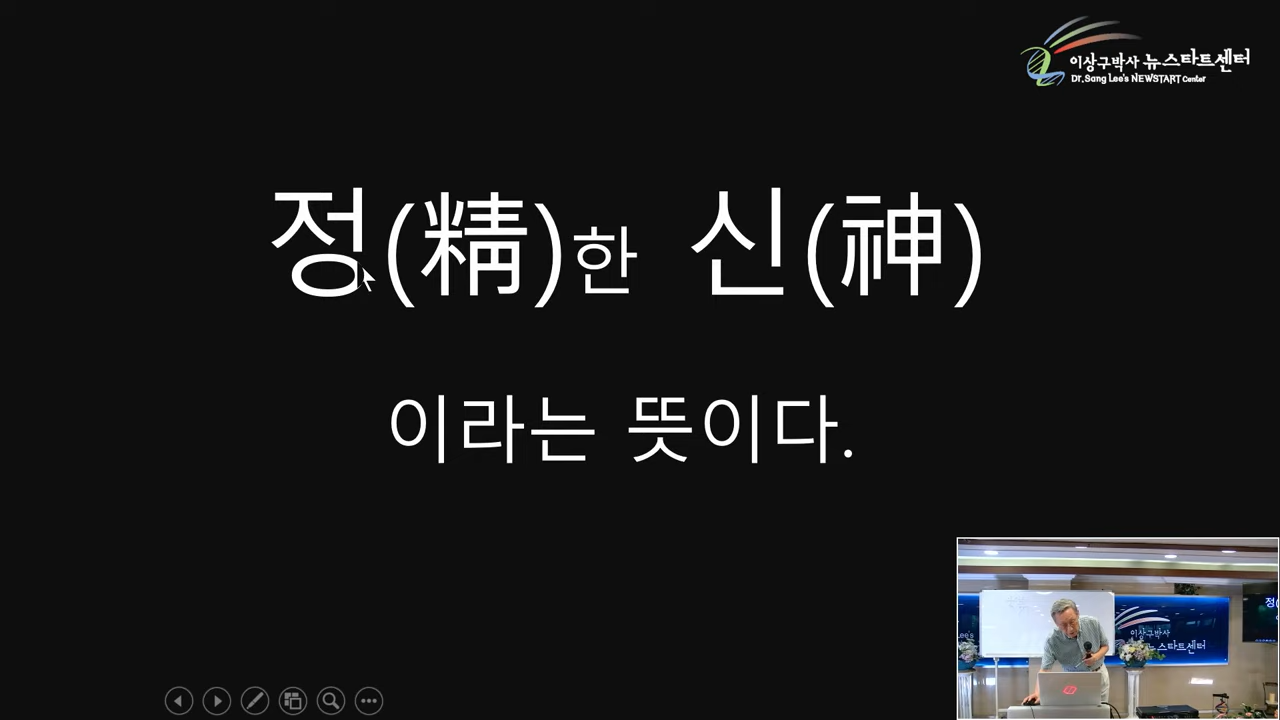 이상구박사 뉴스타트센터
Dr. Sang Lee's NEWSTART Center
정(精)한 신(神)
이라는 뜻이다.
이상구박사
뉴스타트센터